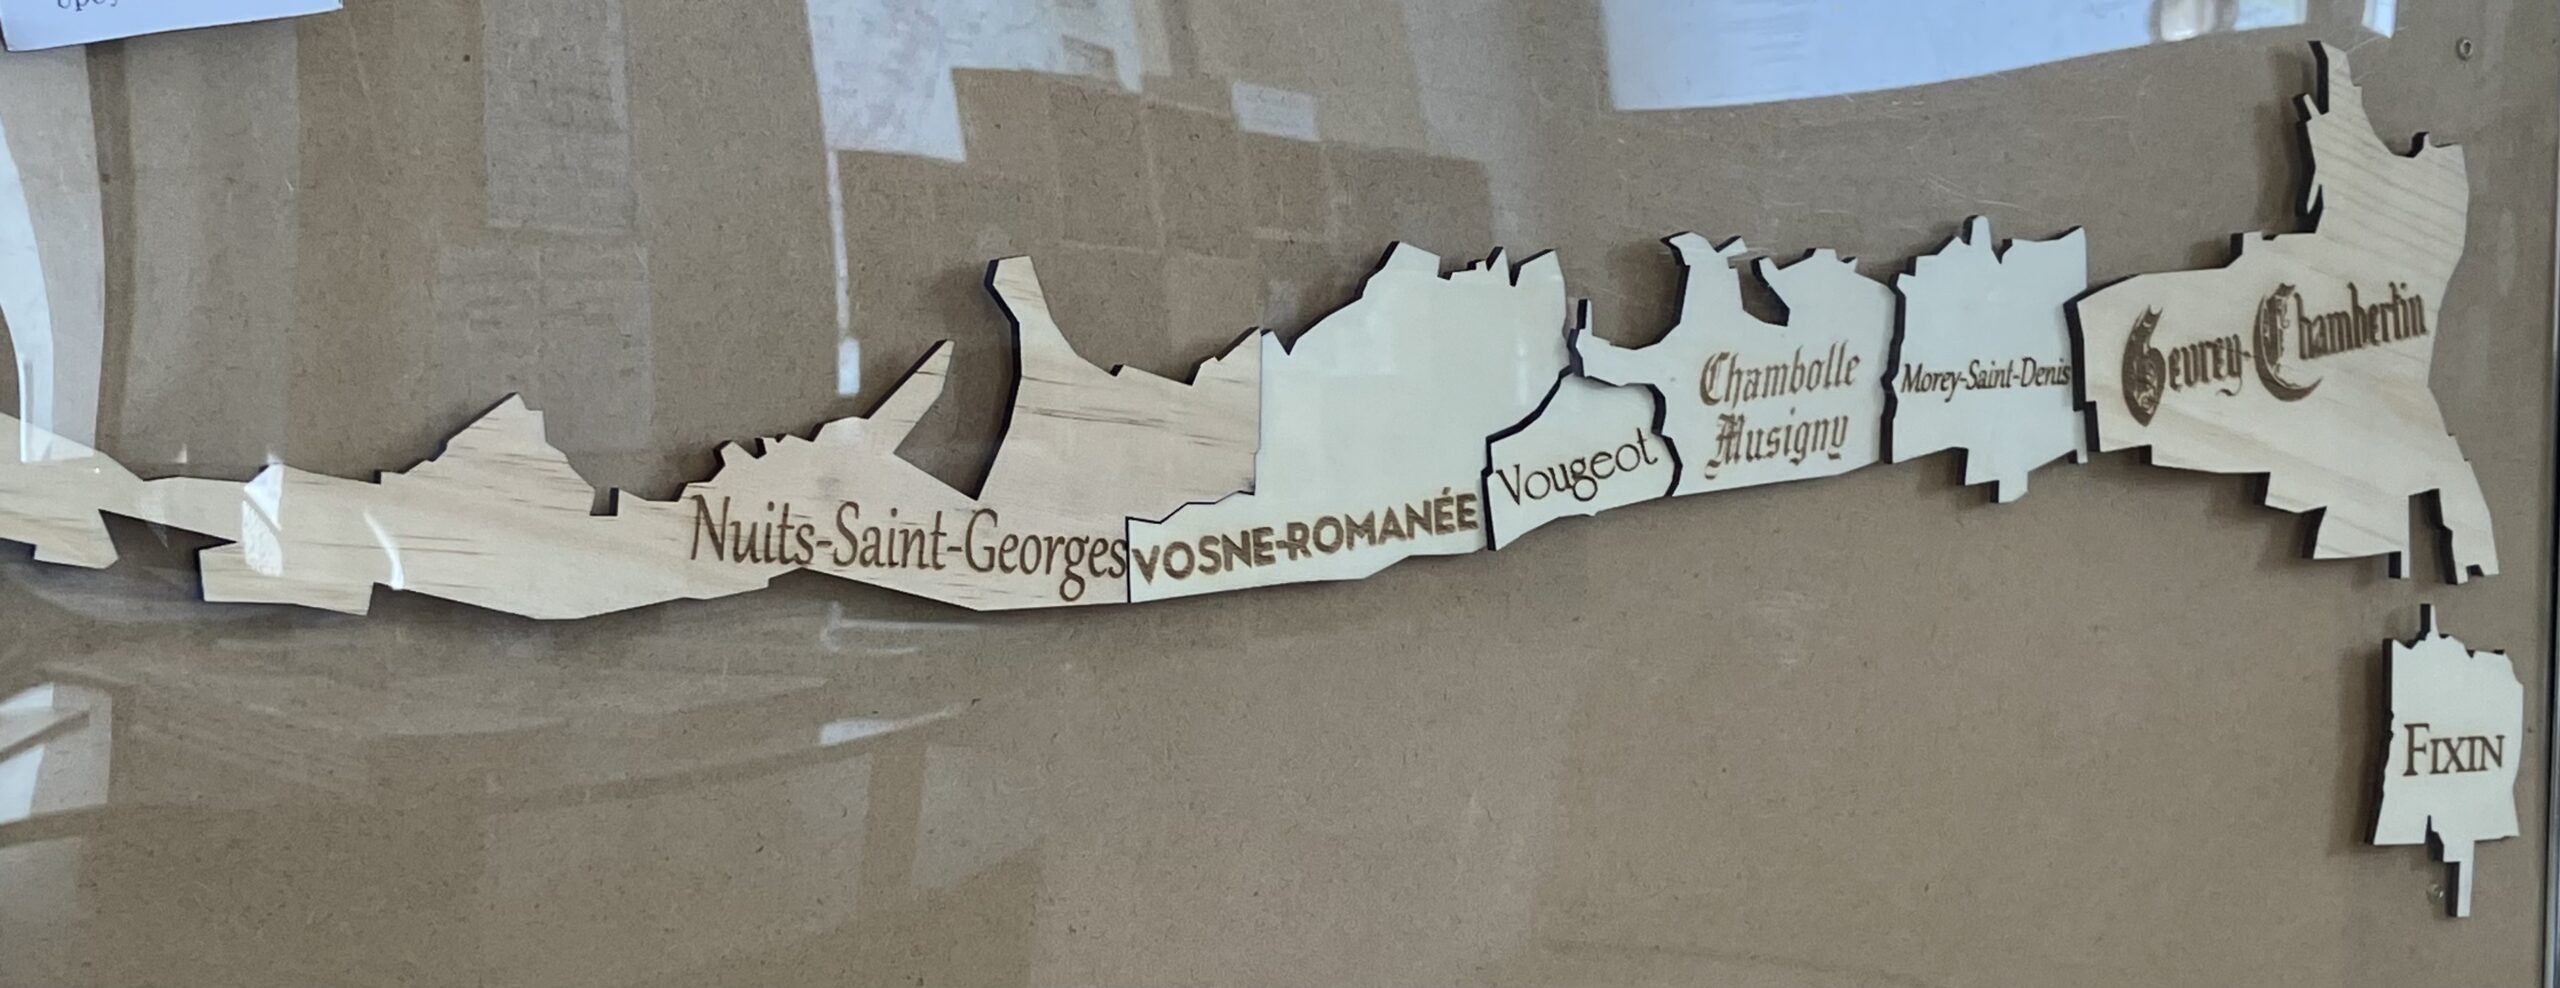 Nuits-Saint-Georges
VOSNE-ROMANÉE
Vougeot
Chambolle
Musigny
Morey-Saint-Denis
Gevrey-Chambertin
FIXIN